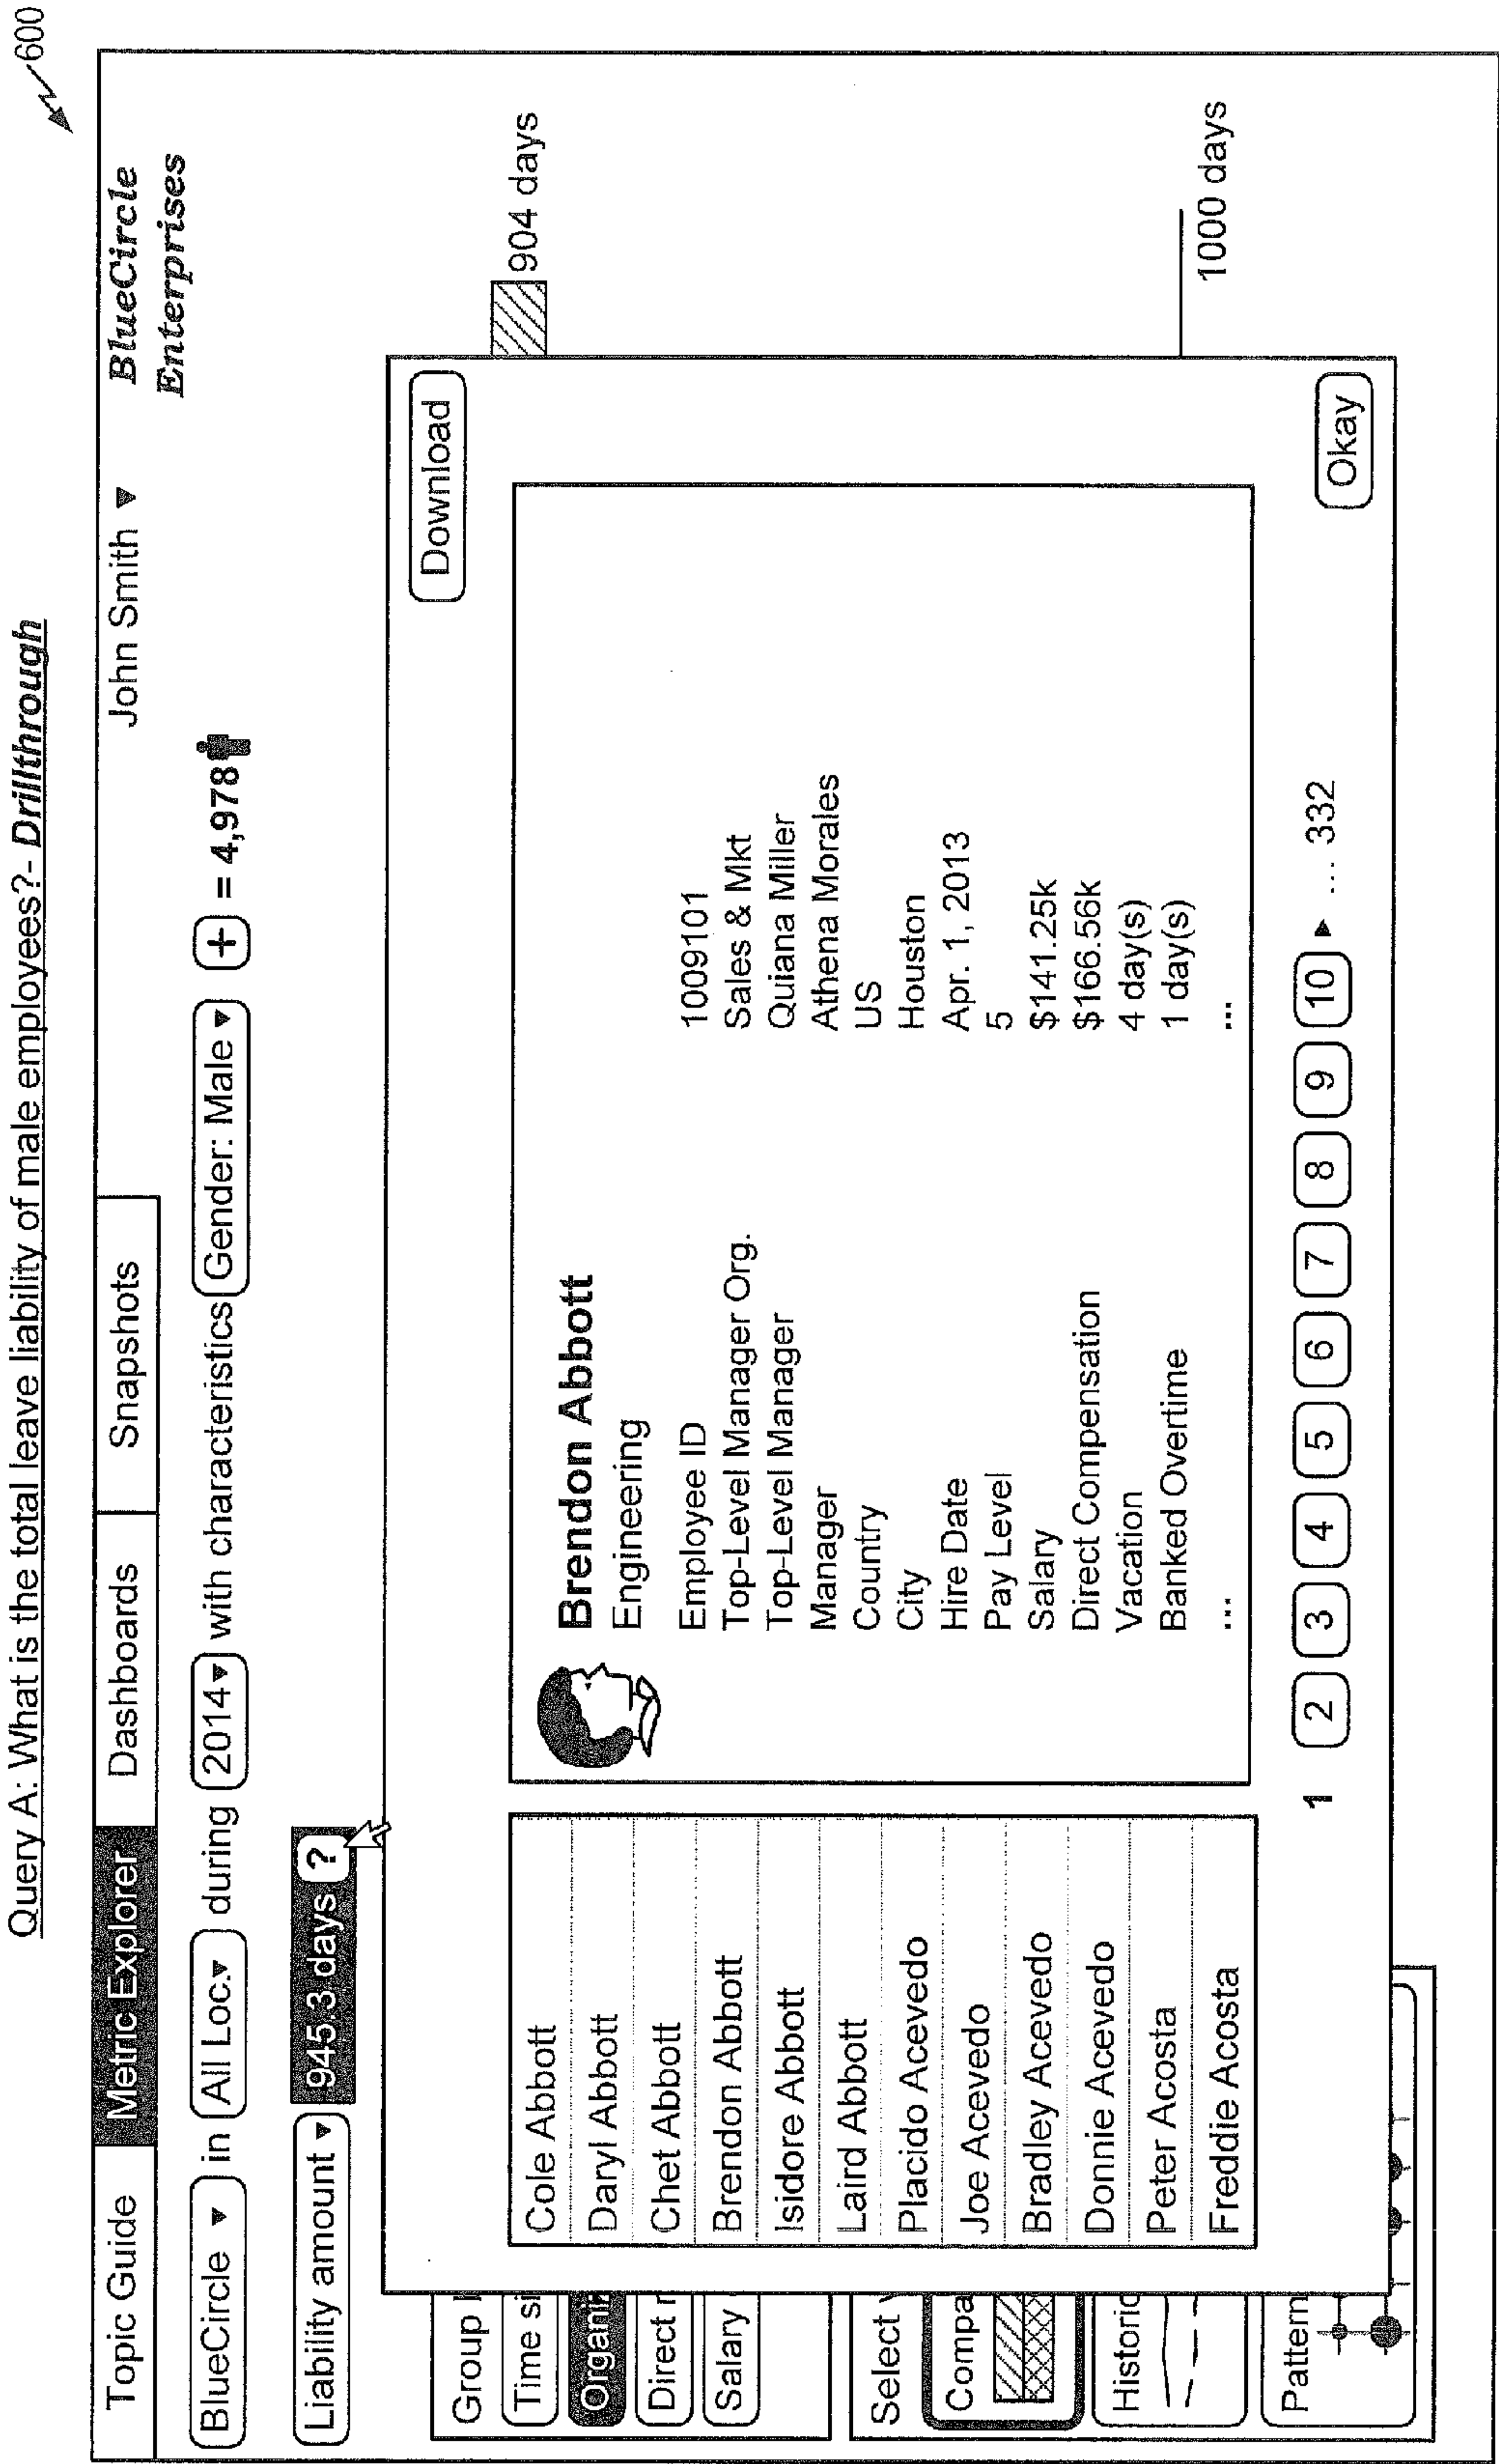 600
Query A: What is the total leave liability of male employees?- Drillthrough
Topic Guide
Metric Explorer
Dashboards
Snapshots
John Smith ▼
BlueCircle
Enterprises
BlueCircle ▼ in All Loc.▼ during 2014▼ with characteristics Gender: Male ▼ + = 4,978
Liability amount ▼ 945.3 days ?
Download
Group
Time si
Organi
Direct
Salary
904 days
Select
Compa
Historic
Pattern
1000 days
Cole Abbott
Daryl Abbott
Chet Abbott
Brendon Abbott
Isidore Abbott
Laird Abbott
Placido Acevedo
Joe Acevedo
Bradley Acevedo
Donnie Acevedo
Peter Acosta
Freddie Acosta
Brendon Abbott
Engineering
Employee ID 1009101
Top-Level Manager Org. Sales & Mkt
Top-Level Manager Quiana Miller
Manager Athena Morales
Country US
City Houston
Hire Date Apr. 1, 2013
Pay Level 5
Salary $141.25k
Direct Compensation $166.56k
Vacation 4 day(s)
Banked Overtime 1 day(s)
... ...
1 2 3 4 5 6 7 8 9 10 ► ... 332
Okay